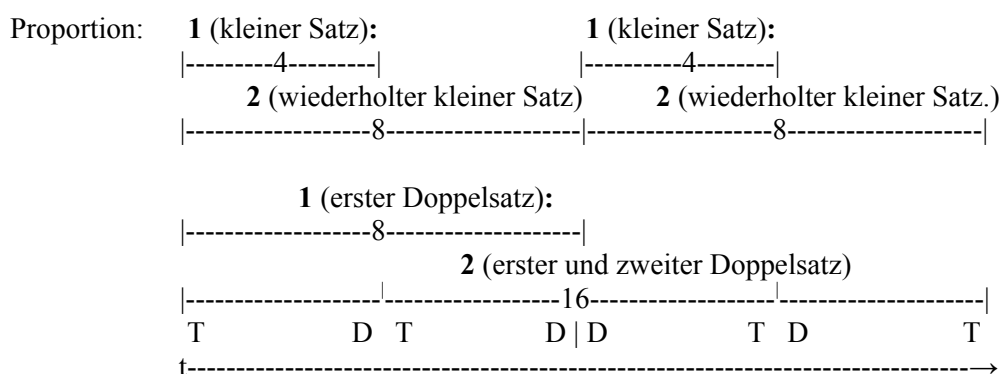 Proportion: 1 (kleiner Satz): 1 (kleiner Satz):
|---------4---------| |---------4--------|
2 (wiederholter kleiner Satz) 2 (wiederholter kleiner Satz.)
|------------------8-------------------|------------------8-------------------|
1 (erster Doppelsatz):
|------------------8-------------------|
2 (erster und zweiter Doppelsatz)
|-------------------|-----------------16------------------|--------------------|
T D T D | D T D T
t----------------------------------------------------------------------------→